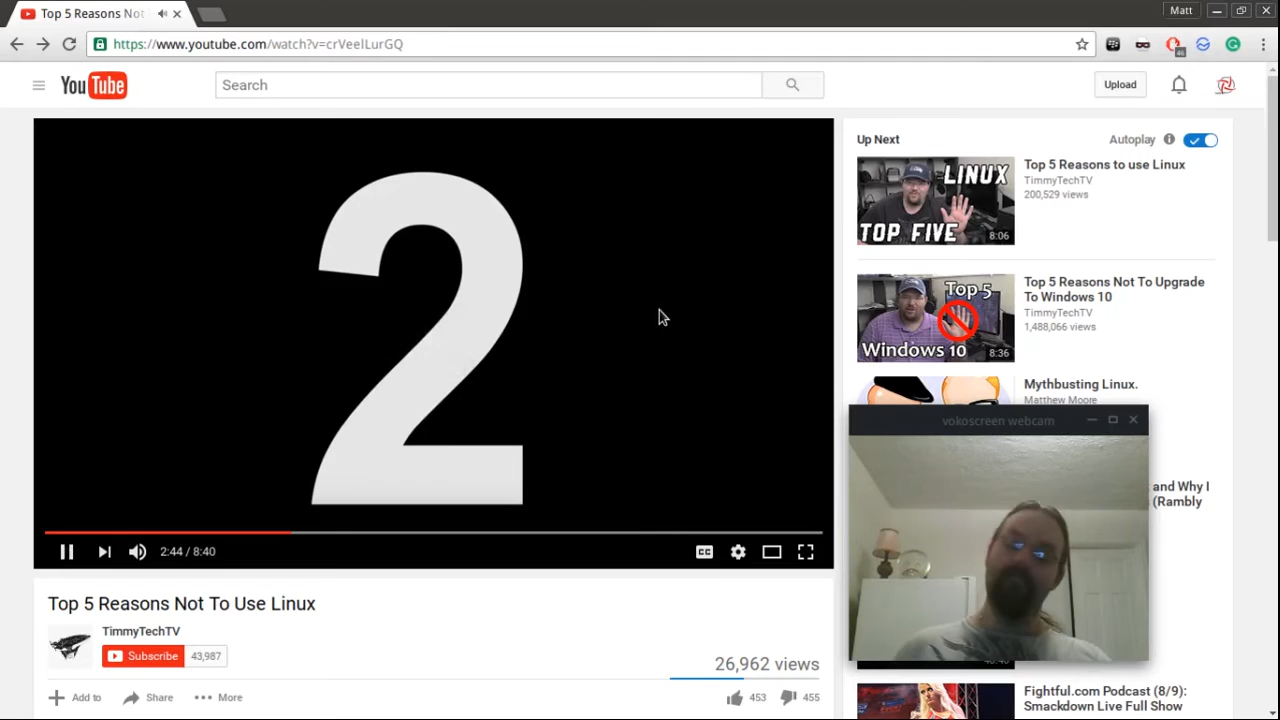 Top 5 Reasons Not
Matt
https://www.youtube.com/watch?v=crVeelLurGQ
46
YouTube
Search
Upload
2
2:44 / 8:40
CC
Top 5 Reasons Not To Use Linux
TimmyTechTV
Subscribe 43,987
26,962 views
Add to
Share
More
453
455
Up Next
Autoplay
LINUX
TOP FIVE
8:06
Top 5 Reasons to use Linux
TimmyTechTV
200,529 views
Top 5
Windows 10
8:36
Top 5 Reasons Not To Upgrade
To Windows 10
TimmyTechTV
1,488,066 views
Mythbusting Linux.
Matthew Moore
vokoscreen webcam
and Why I
(Rambly
Fightful.com Podcast (8/9):
Smackdown Live Full Show